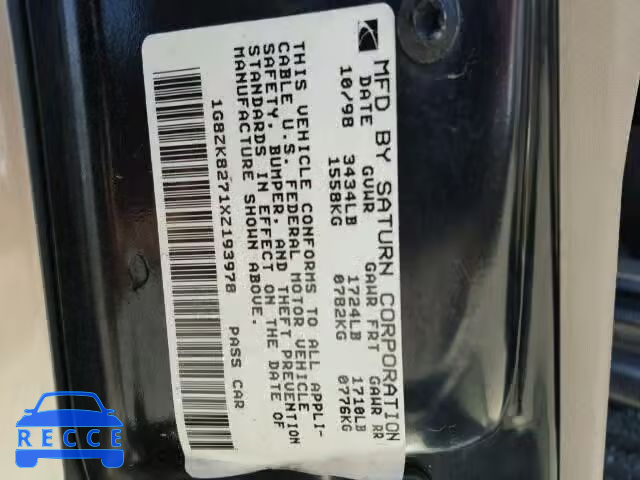 MFD BY SATURN CORPORATION
DATE GVWR GAWR FRT GAWR RR
10/98 3434LB 1724LB 1710LB
1558KG 0782KG 0776KG
THIS VEHICLE CONFORMS TO ALL APPLI-
CABLE U.S. FEDERAL MOTOR VEHICLE
SAFETY, BUMPER, AND THEFT PREVENTION
STANDARDS IN EFFECT ON THE DATE OF
MANUFACTURE SHOWN ABOVE.
1G8ZK8271XZ193978 PASS CAR
BIDFAX